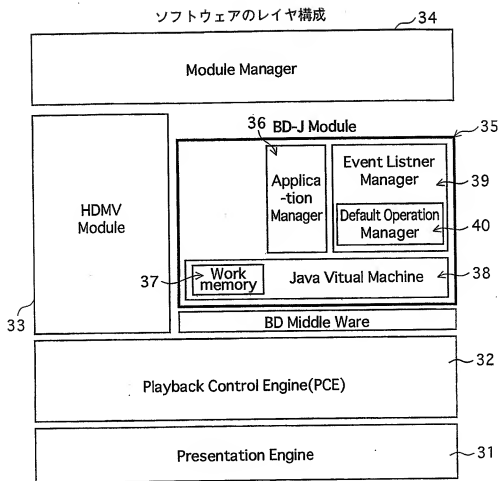 ソフトウェアのレイヤ構成
34
Module Manager
36
BD-J Module
35
HDMV
Module
Applica
-tion
Manager
Event Listner
Manager
39
Default Operation
Manager
40
37
Work
memory
Java Vitual Machine
38
33
BD Middle Ware
32
Playback Control Engine(PCE)
Presentation Engine
31